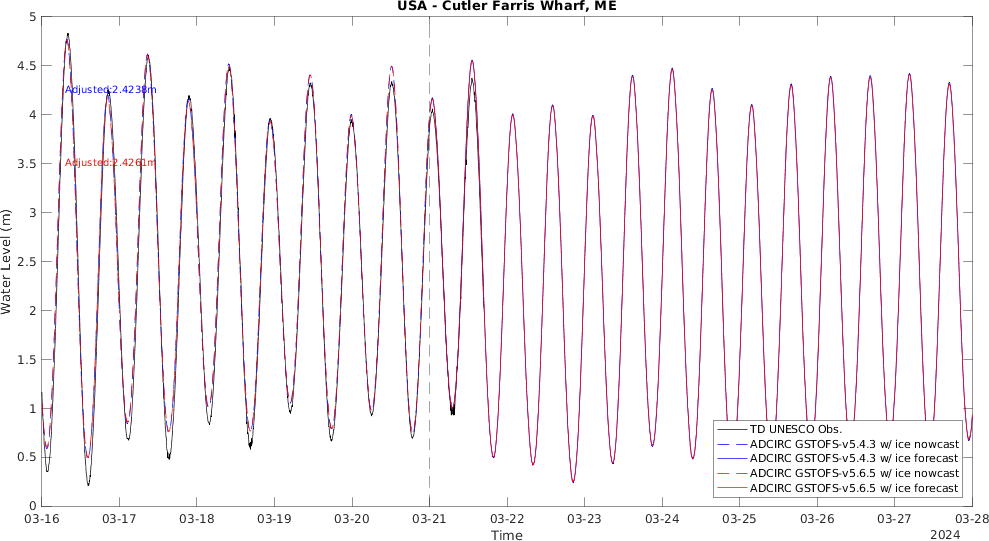 USA - Cutler Farris Wharf, ME
5
4.5
4
3.5
3
2.5
2
1.5
1
0.5
0
Water Level (m)
Adjusted:2.4238m
Adjusted:2.4261m
TD UNESCO Obs.
ADCIRC GSTOFS-v5.4.3 w/ ice nowcast
ADCIRC GSTOFS-v5.4.3 w/ ice forecast
ADCIRC GSTOFS-v5.6.5 w/ ice nowcast
ADCIRC GSTOFS-v5.6.5 w/ ice forecast
03-16 03-17 03-18 03-19 03-20 03-21 03-22 03-23 03-24 03-25 03-26 03-27 03-28
Time
2024